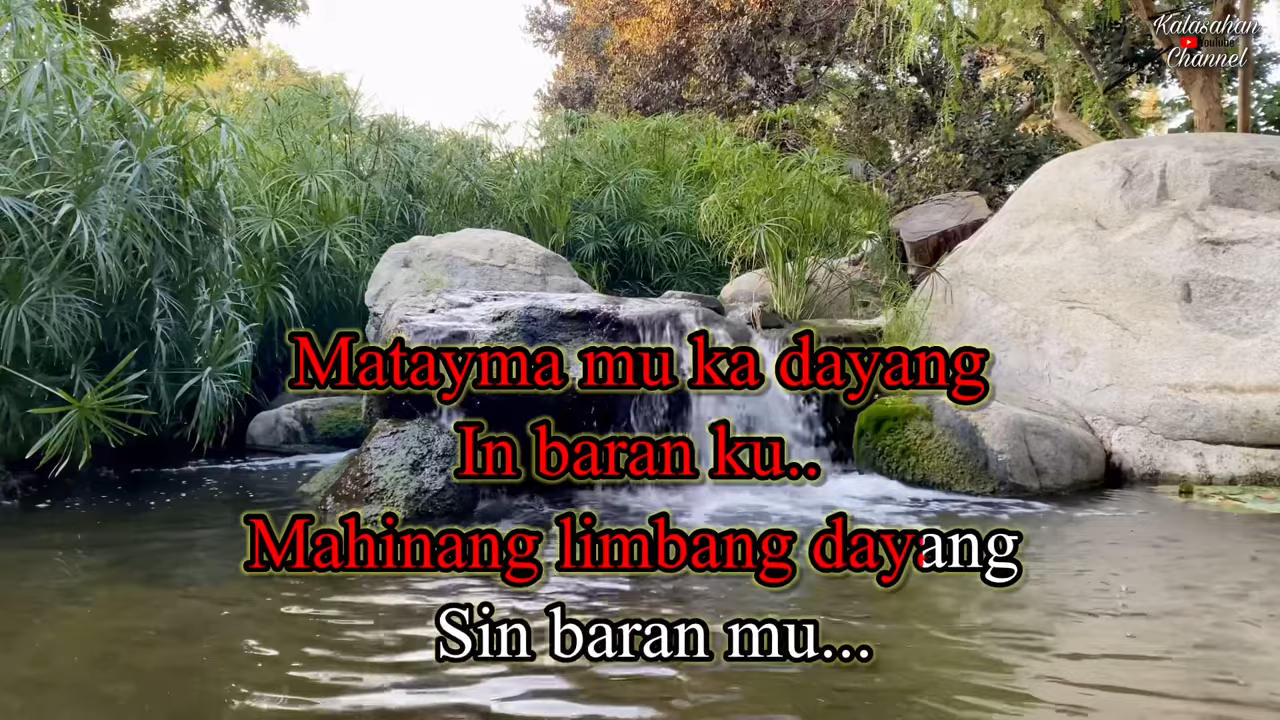 Kalasahan
YouTube
Channel
Matayma mu ka dayang
In baran ku..
Mahinang limbang dayang
Sin baran mu...